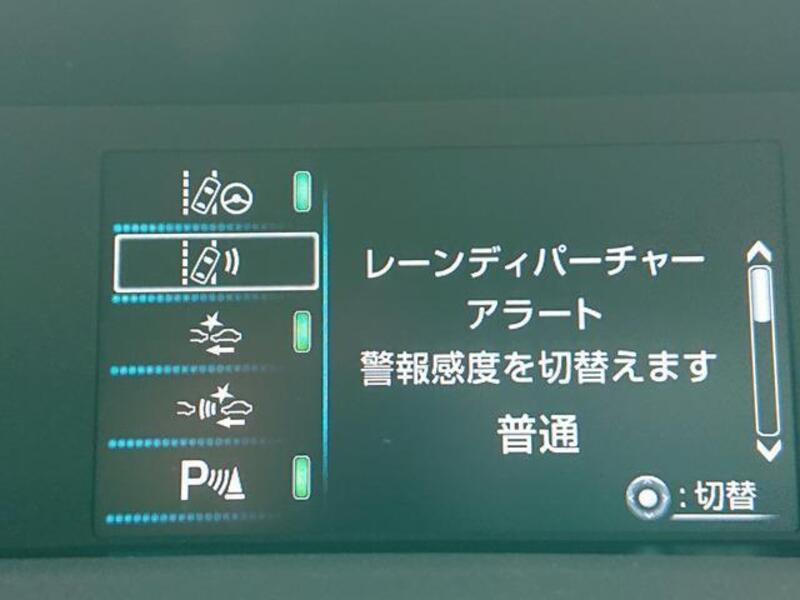 レーンディパーチャー
アラート
警報感度を切替えます
普通
P
:切替